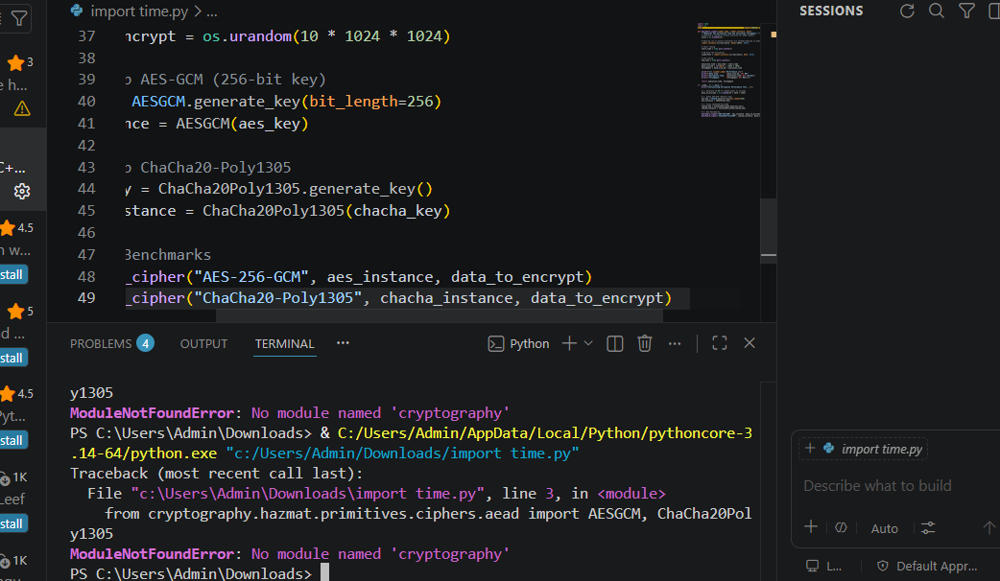 import time.py > ...
SESSIONS
37 ncrypt = os.urandom(10 * 1024 * 1024)
38
39 AES-GCM (256-bit key)
40 AESGCM.generate_key(bit_length=256)
41 nce = AESGCM(aes_key)
42
43 ChaCha20-Poly1305
44 y = ChaCha20Poly1305.generate_key()
45 stance = ChaCha20Poly1305(chacha_key)
46
47 Benchmarks
48 _cipher("AES-256-GCM", aes_instance, data_to_encrypt)
49 _cipher("ChaCha20-Poly1305", chacha_instance, data_to_encrypt)
3
e h...
C+...
4.5
n w...
stall
5
d ...
stall
4.5
Pyt...
stall
1K
Leef
stall
1K
PROBLEMS 4 OUTPUT TERMINAL ... Python
y1305
ModuleNotFoundError: No module named 'cryptography'
PS C:\Users\Admin\Downloads> & C:/Users/Admin/AppData/Local/Python/pythoncore-3
.14-64/python.exe "c:/Users/Admin/Downloads/import time.py"
Traceback (most recent call last):
File "c:\Users\Admin\Downloads\import time.py", line 3, in <module>
from cryptography.hazmat.primitives.ciphers.aead import AESGCM, ChaCha20Pol
y1305
ModuleNotFoundError: No module named 'cryptography'
PS C:\Users\Admin\Downloads>
import time.py
Describe what to build
Auto
L...
Default Appr...